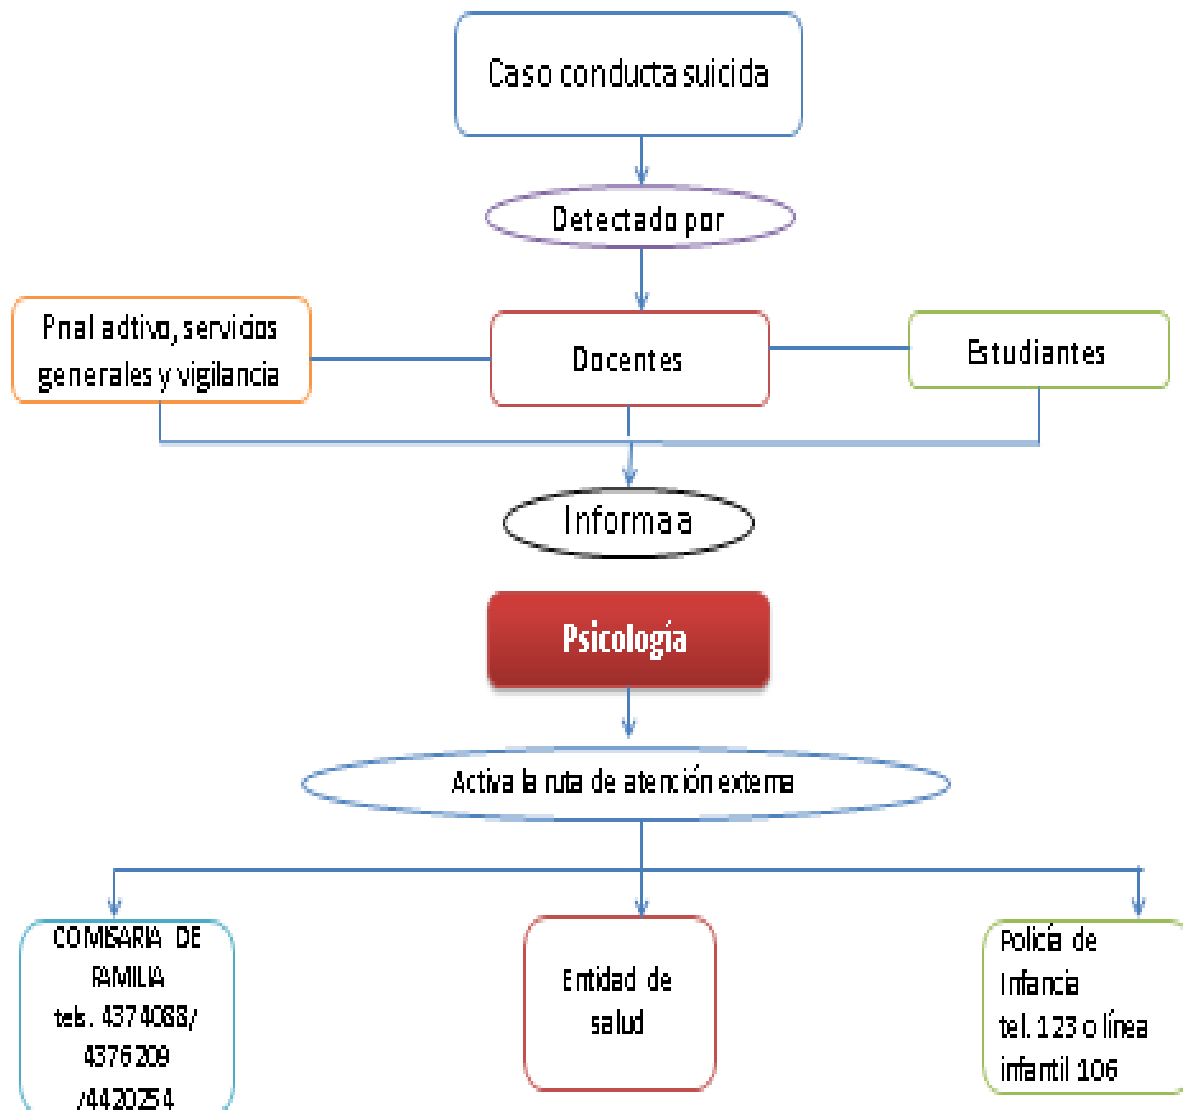 Caso conducta suicida
Detectado por
Pnal adtivo, servicios
generales y vigilancia
Docentes
Estudiantes
Informa a
Psicología
Activa la ruta de atención externa
COMISARIA DE
FAMILIA
tels. 4374088/
4376209
/4420254
Entidad de
salud
Policía de
Infancia
tel. 123 o línea
infantil 106